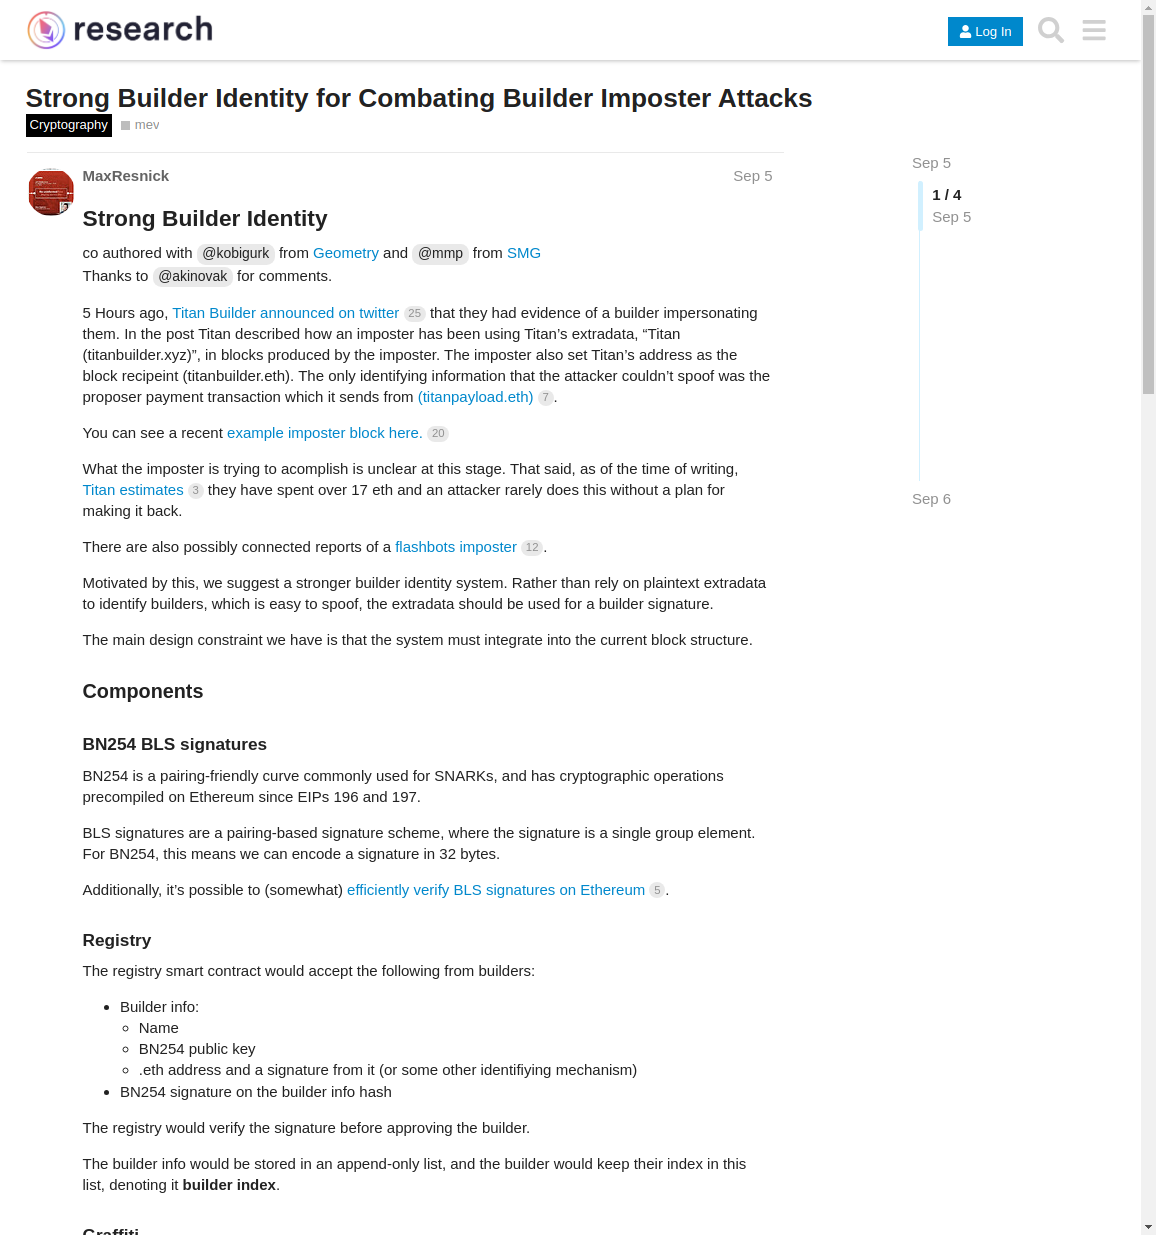 research
Log In
Strong Builder Identity for Combating Builder Imposter Attacks
Cryptography mev
MaxResnick Sep 5
Strong Builder Identity
co authored with @kobigurk from Geometry and @mmp from SMG
Thanks to @akinovak for comments.
5 Hours ago, Titan Builder announced on twitter 25 that they had evidence of a builder impersonating
them. In the post Titan described how an imposter has been using Titan’s extradata, “Titan
(titanbuilder.xyz)”, in blocks produced by the imposter. The imposter also set Titan’s address as the
block recipeint (titanbuilder.eth). The only identifying information that the attacker couldn’t spoof was the
proposer payment transaction which it sends from (titanpayload.eth) 7.
You can see a recent example imposter block here. 20
What the imposter is trying to acomplish is unclear at this stage. That said, as of the time of writing,
Titan estimates 3 they have spent over 17 eth and an attacker rarely does this without a plan for
making it back.
There are also possibly connected reports of a flashbots imposter 12.
Motivated by this, we suggest a stronger builder identity system. Rather than rely on plaintext extradata
to identify builders, which is easy to spoof, the extradata should be used for a builder signature.
The main design constraint we have is that the system must integrate into the current block structure.
Components
BN254 BLS signatures
BN254 is a pairing-friendly curve commonly used for SNARKs, and has cryptographic operations
precompiled on Ethereum since EIPs 196 and 197.
BLS signatures are a pairing-based signature scheme, where the signature is a single group element.
For BN254, this means we can encode a signature in 32 bytes.
Additionally, it’s possible to (somewhat) efficiently verify BLS signatures on Ethereum 5.
Registry
The registry smart contract would accept the following from builders:
• Builder info:
◦ Name
◦ BN254 public key
◦ .eth address and a signature from it (or some other identifiying mechanism)
• BN254 signature on the builder info hash
The registry would verify the signature before approving the builder.
The builder info would be stored in an append-only list, and the builder would keep their index in this
list, denoting it builder index.
Graffiti
Sep 5
1 / 4
Sep 5
Sep 6